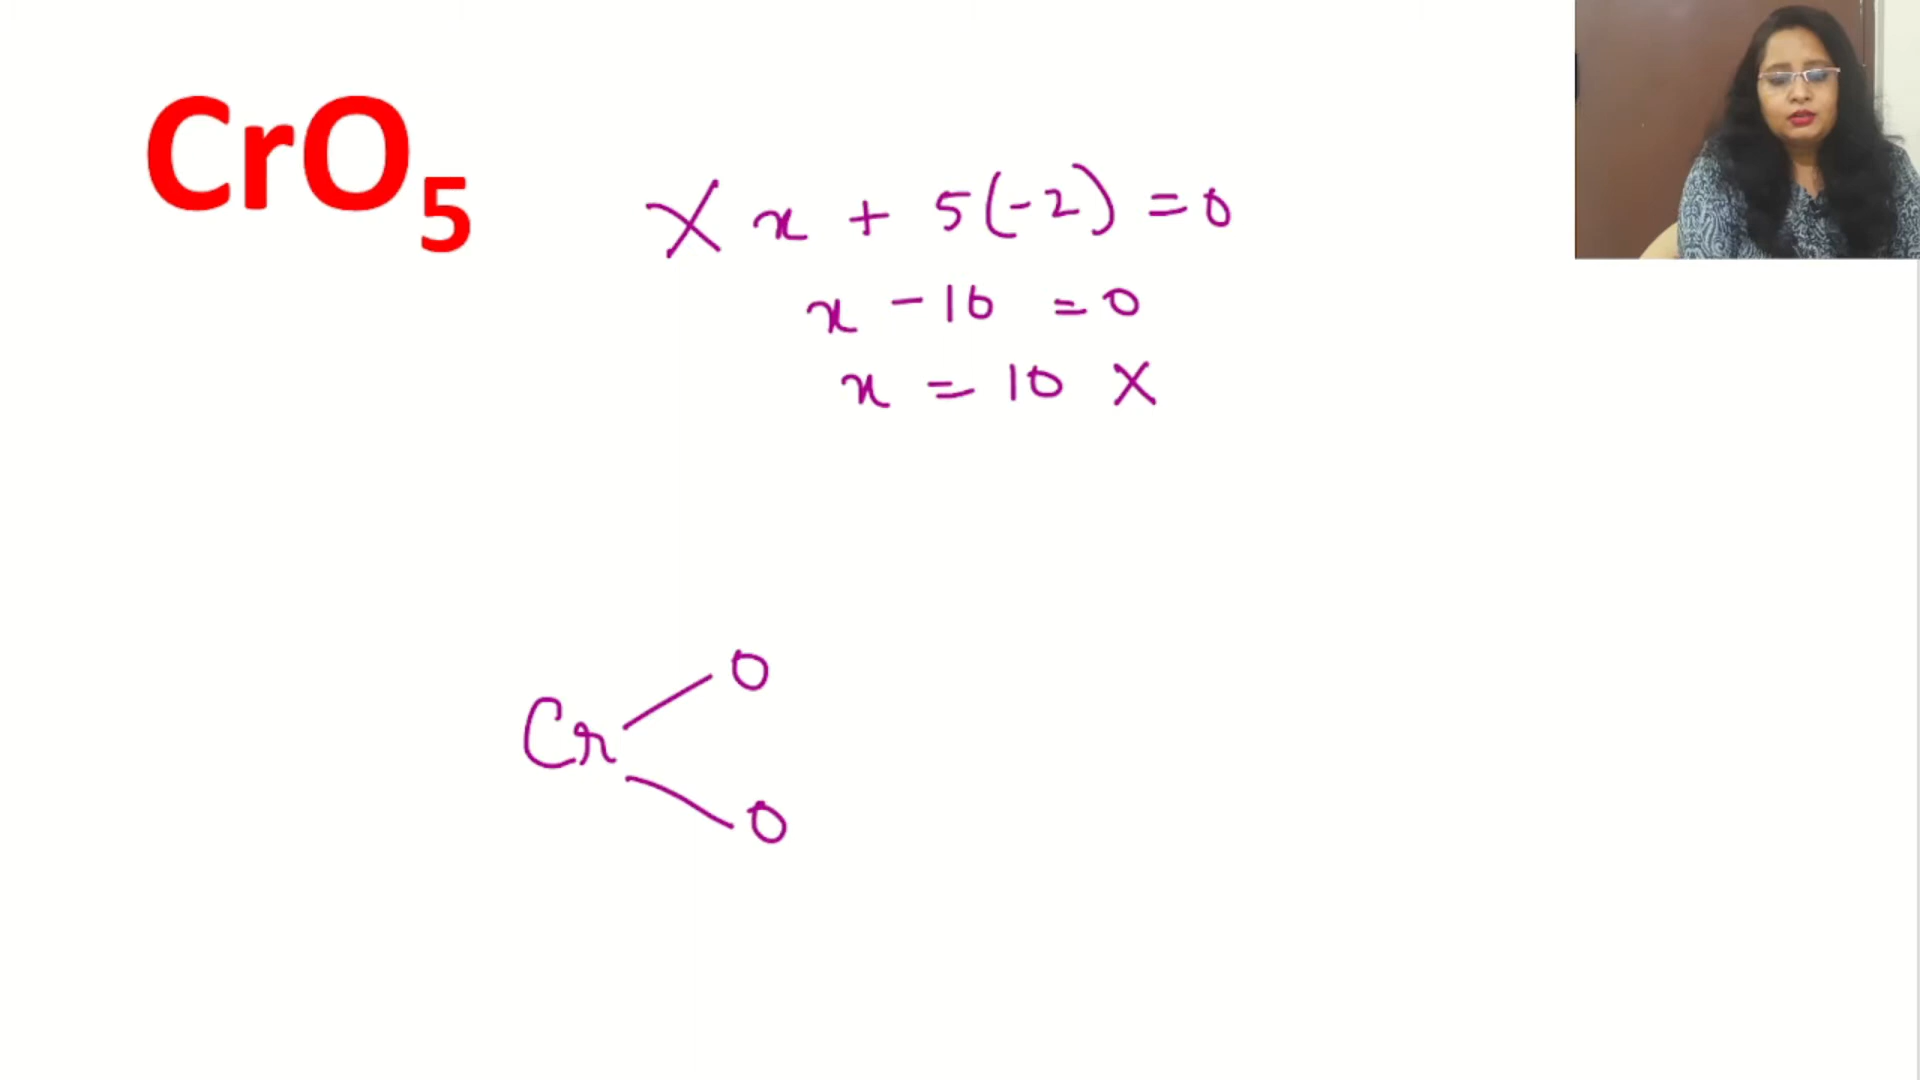 CrO₅
X x + 5(-2) = 0
x - 10 = 0
x = 10 X
O
Cr
O